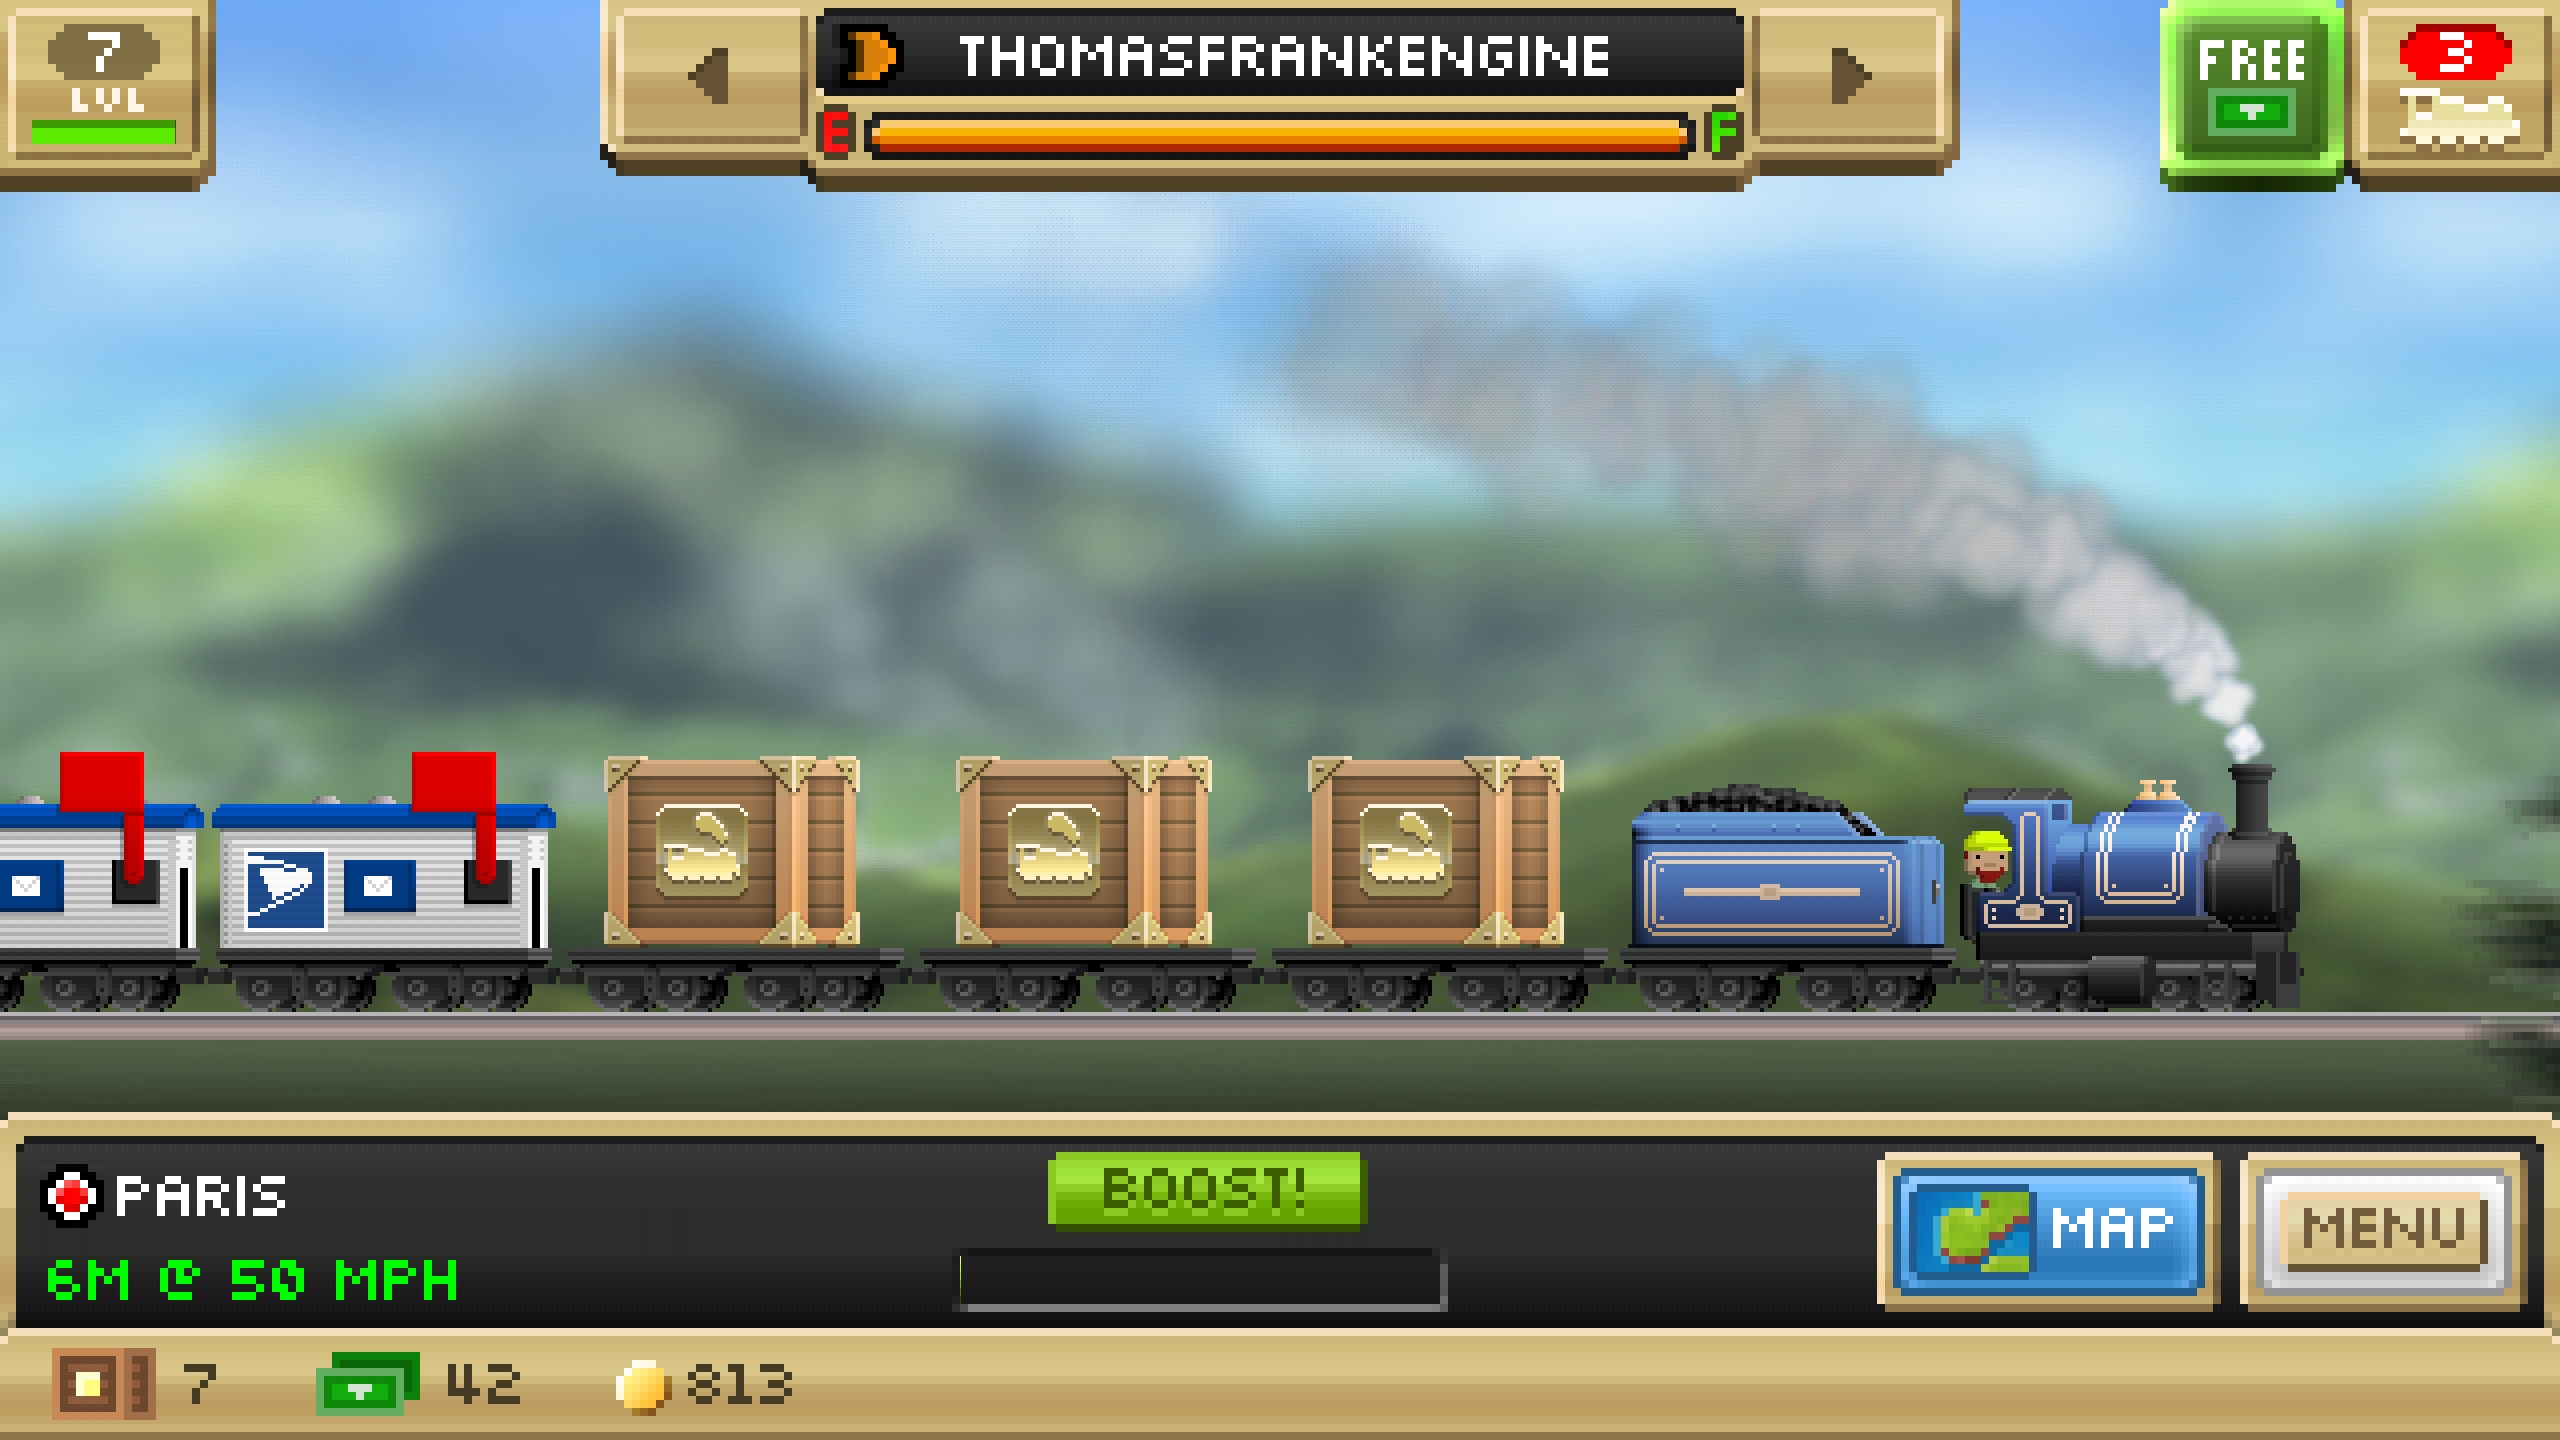 7
LVL
THOMASFRANKENGINE
E F
FREE
3
PARIS
6M @ 50 MPH
BOOST!
MAP
MENU
7 42 813